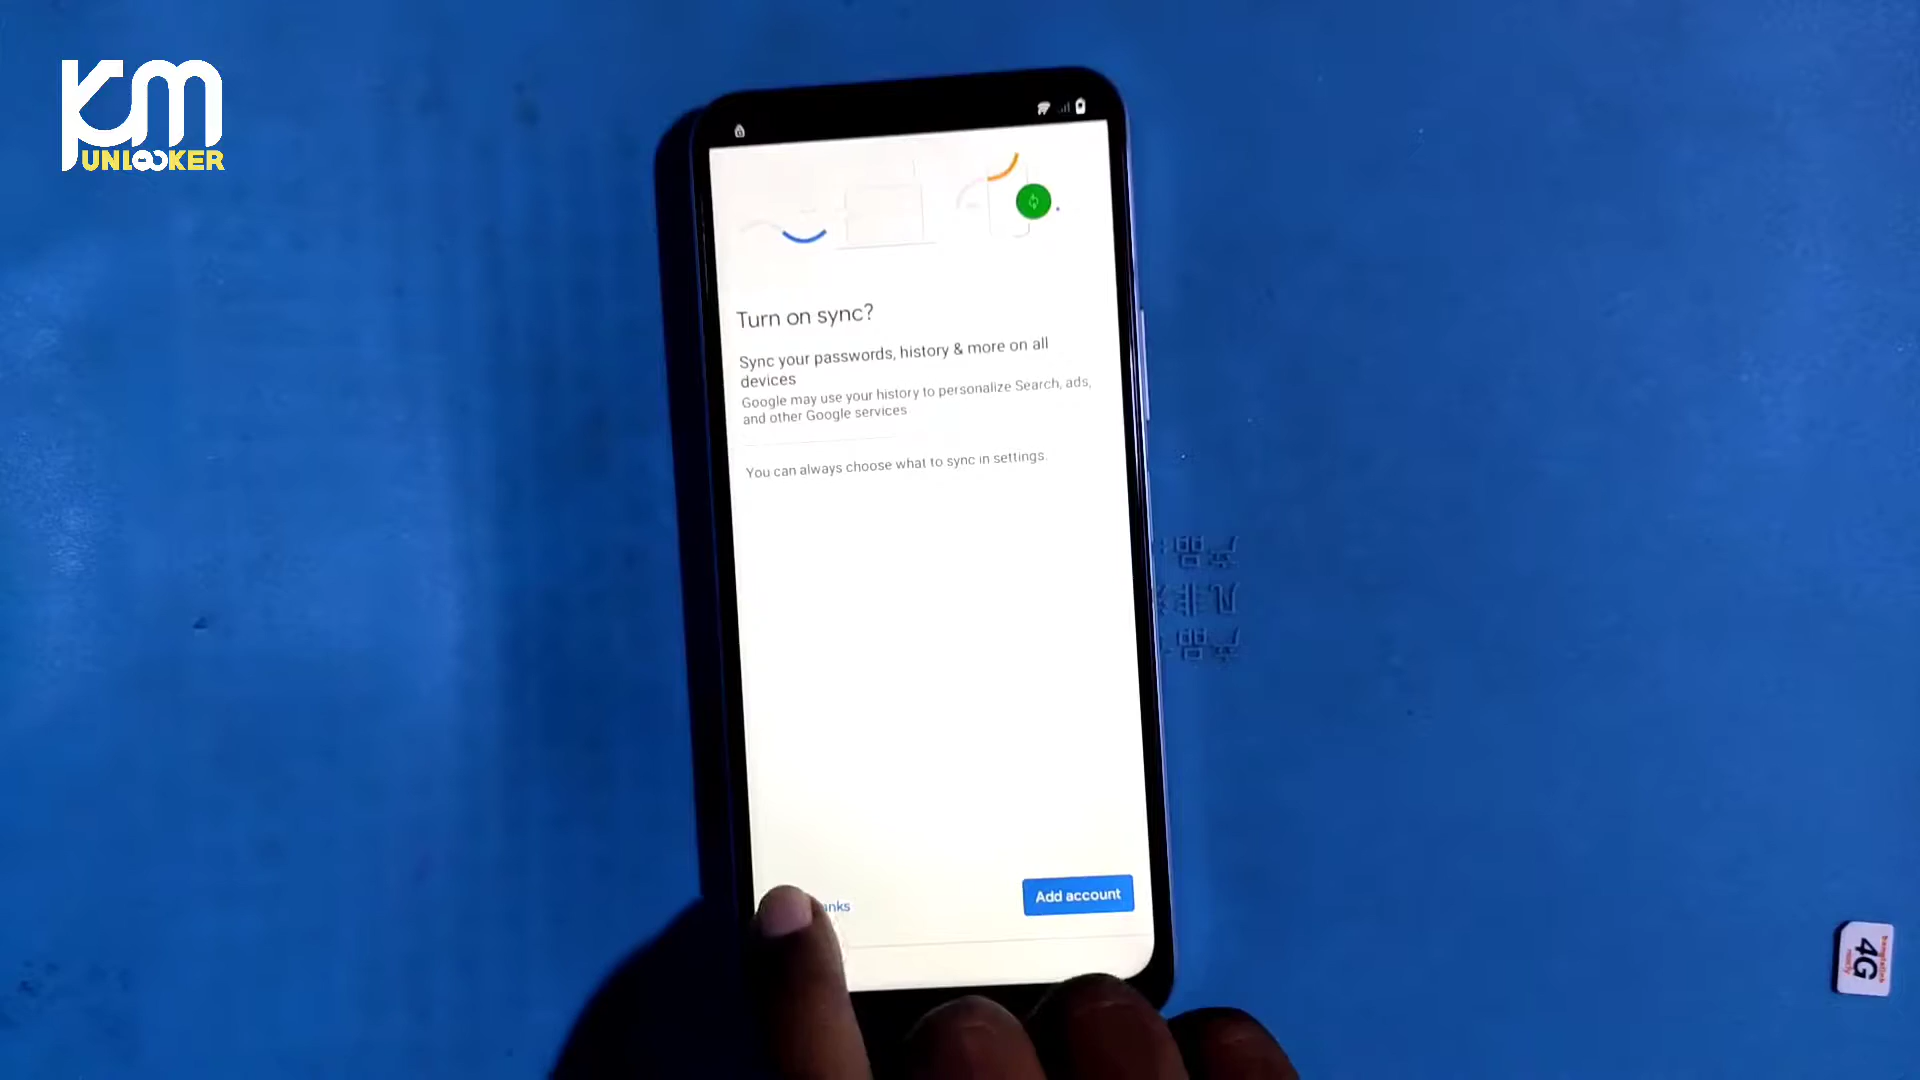 KM
UNLOCKER
Turn on sync?
Sync your passwords, history & more on all
devices
Google may use your history to personalize Search, ads,
and other Google services
You can always choose what to sync in settings.
Add account
4G